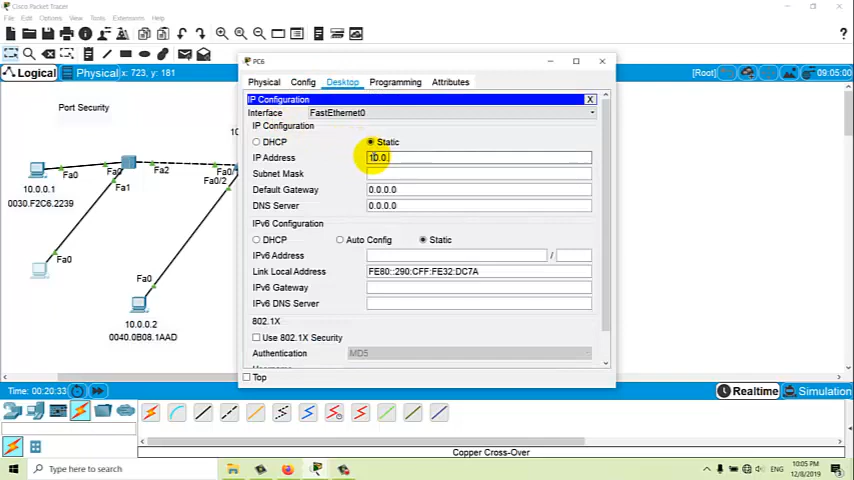 Cisco Packet Tracer
File Edit Options View Tools Extensions Help
Logical
Physical
x: 723, y: 181
[Root]
09:05:00
Port Security
PC6
Physical Config Desktop Programming Attributes
IP Configuration X
Interface FastEthernet0
IP Configuration
DHCP Static
IP Address 10.0.
Subnet Mask
Default Gateway 0.0.0.0
DNS Server 0.0.0.0
IPv6 Configuration
DHCP Auto Config Static
IPv6 Address /
Link Local Address FE80::290:CFF:FE32:DC7A
IPv6 Gateway
IPv6 DNS Server
802.1X
Use 802.1X Security
Authentication MD5
Top
10
Fa0 Fa2 Fa0/1
Fa1 Fa0/2
10.0.0.1
0030.F2C6.2239
Fa0
Fa0
10.0.0.2
0040.0B08.1AAD
Time: 00:20:33
Realtime
Simulation
Copper Cross-Over
Type here to search
ENG
10:05 PM
12/8/2019